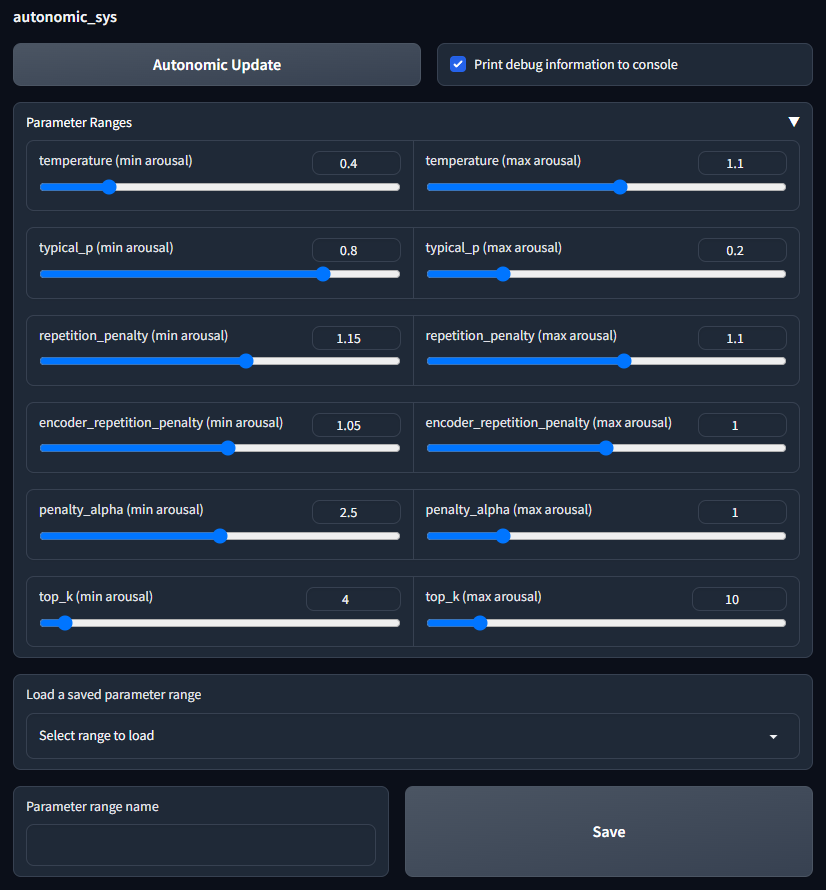 autonomic_sys
Autonomic Update
Print debug information to console
Parameter Ranges
temperature (min arousal) 0.4 temperature (max arousal) 1.1
typical_p (min arousal) 0.8 typical_p (max arousal) 0.2
repetition_penalty (min arousal) 1.15 repetition_penalty (max arousal) 1.1
encoder_repetition_penalty (min arousal) 1.05 encoder_repetition_penalty (max arousal) 1
penalty_alpha (min arousal) 2.5 penalty_alpha (max arousal) 1
top_k (min arousal) 4 top_k (max arousal) 10
Load a saved parameter range
Select range to load
Parameter range name
Save